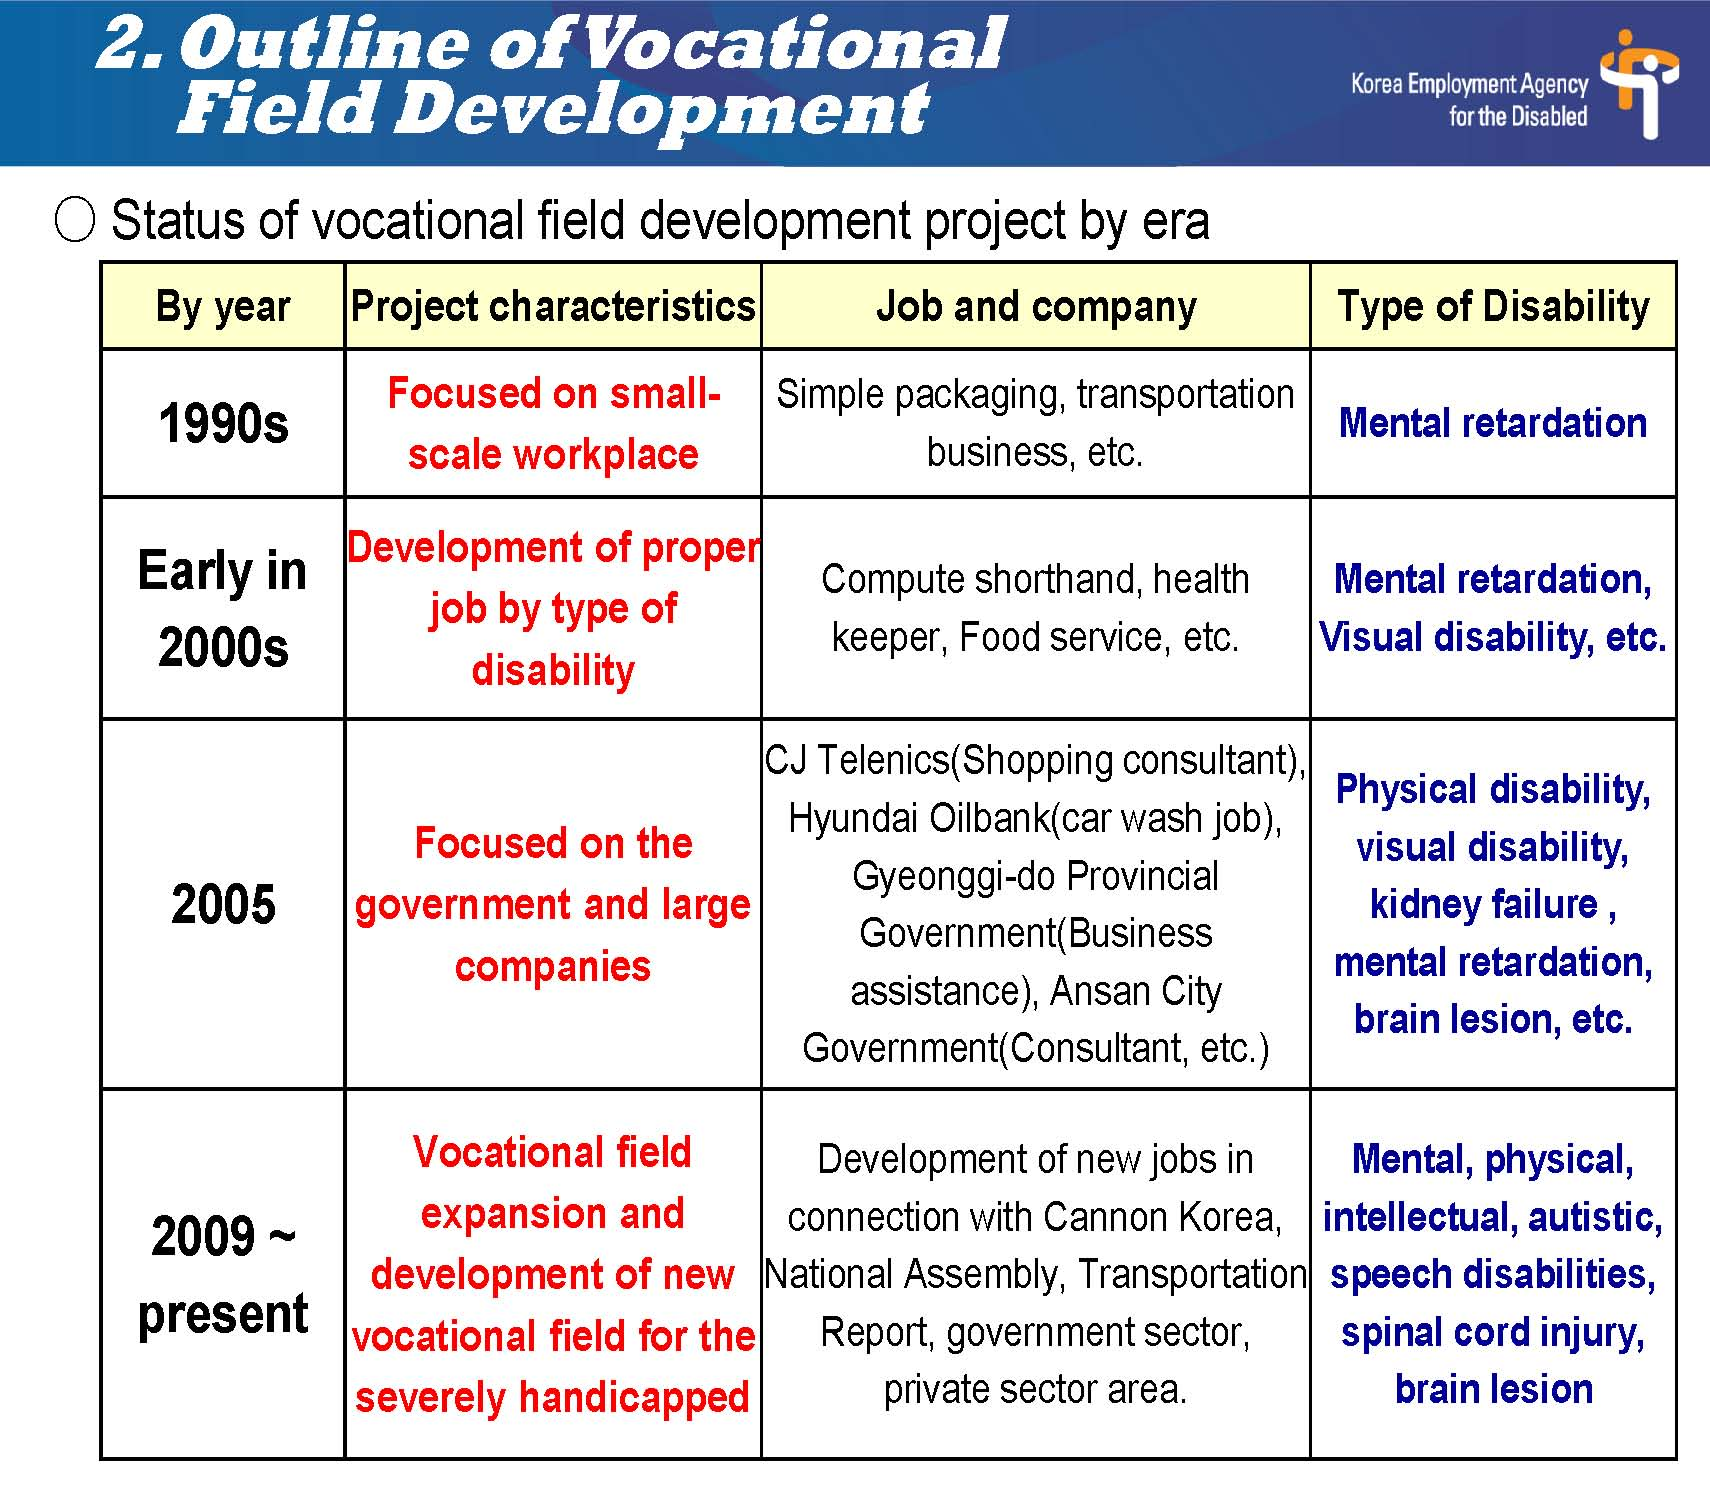 2. Outline of Vocational
Field Development
Korea Employment Agency
for the Disabled
○ Status of vocational field development project by era
By year
Project characteristics
Job and company
Type of Disability
1990s
Focused on small-
scale workplace
Simple packaging, transportation
business, etc.
Mental retardation
Early in
2000s
Development of proper
job by type of
disability
Compute shorthand, health
keeper, Food service, etc.
Mental retardation,
Visual disability, etc.
2005
Focused on the
government and large
companies
CJ Telenics(Shopping consultant),
Hyundai Oilbank(car wash job),
Gyeonggi-do Provincial
Government(Business
assistance), Ansan City
Government(Consultant, etc.)
Physical disability,
visual disability,
kidney failure ,
mental retardation,
brain lesion, etc.
2009 ~
present
Vocational field
expansion and
development of new
vocational field for the
severely handicapped
Development of new jobs in
connection with Cannon Korea,
National Assembly, Transportation
Report, government sector,
private sector area.
Mental, physical,
intellectual, autistic,
speech disabilities,
spinal cord injury,
brain lesion